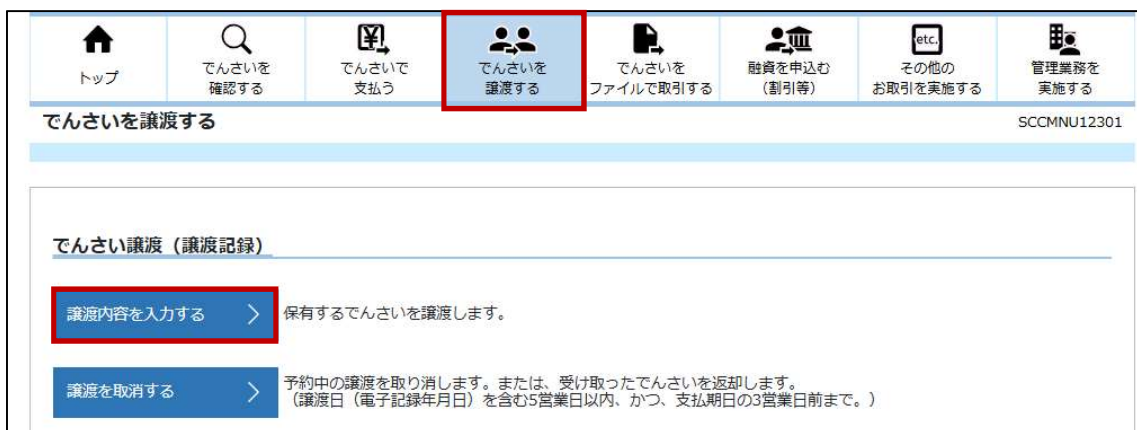 トップ
でんさいを
確認する
でんさいで
支払う
でんさいを
譲渡する
でんさいを
ファイルで取引する
融資を申込む
（割引等）
etc.
その他の
お取引を実施する
管理業務を
実施する
でんさいを譲渡する
SCCMNU12301
でんさい譲渡（譲渡記録）
譲渡内容を入力する
保有するでんさいを譲渡します。
譲渡を取消する
予約中の譲渡を取り消します。または、受け取ったでんさいを返却します。
（譲渡日（電子記録年月日）を含む5営業日以内、かつ、支払期日の3営業日前まで。）